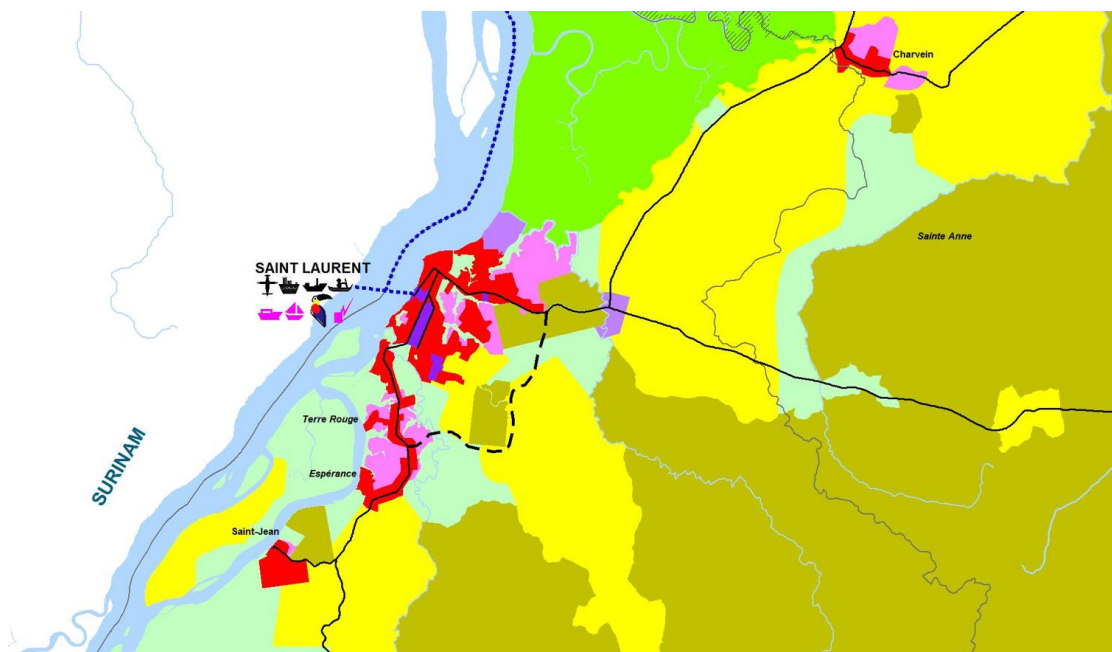 Charvein
Sainte Anne
SAINT LAURENT
Terre Rouge
SURINAM
Espérance
Saint-Jean